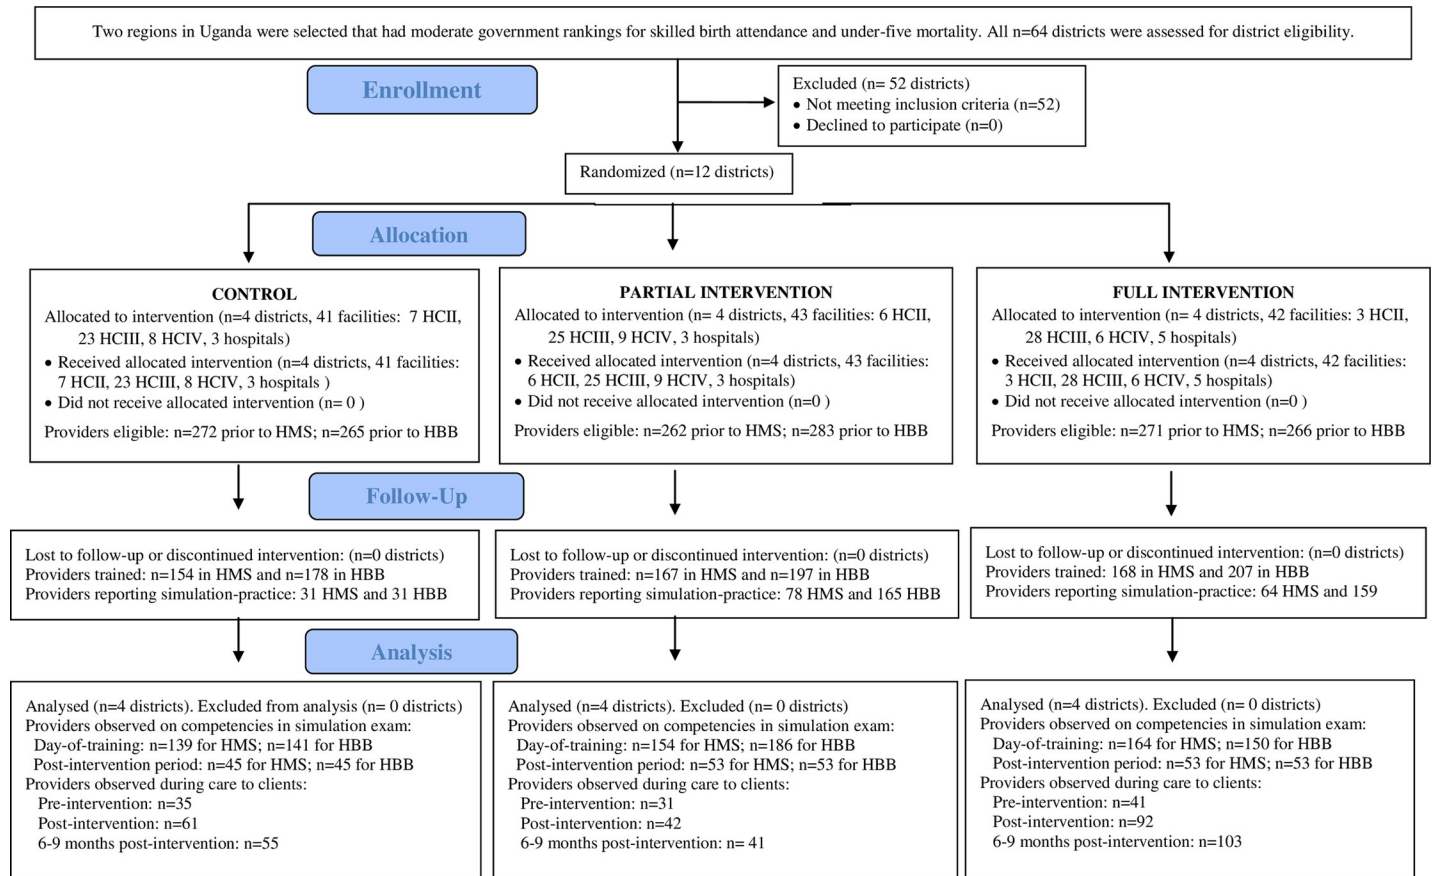 Two regions in Uganda were selected that had moderate government rankings for skilled birth attendance and under-five mortality. All n=64 districts were assessed for district eligibility.
Enrollment
Excluded (n= 52 districts)
• Not meeting inclusion criteria (n=52)
• Declined to participate (n=0)
Randomized (n=12 districts)
Allocation
CONTROL
Allocated to intervention (n=4 districts, 41 facilities: 7 HCII,
23 HCIII, 8 HCIV, 3 hospitals)
• Received allocated intervention (n=4 districts, 41 facilities:
7 HCII, 23 HCIII, 8 HCIV, 3 hospitals )
• Did not receive allocated intervention (n= 0 )
Providers eligible: n=272 prior to HMS; n=265 prior to HBB
PARTIAL INTERVENTION
Allocated to intervention (n= 4 districts, 43 facilities: 6 HCII,
25 HCIII, 9 HCIV, 3 hospitals)
• Received allocated intervention (n=4 districts, 43 facilities:
6 HCII, 25 HCIII, 9 HCIV, 3 hospitals)
• Did not receive allocated intervention (n=0 )
Providers eligible: n=262 prior to HMS; n=283 prior to HBB
FULL INTERVENTION
Allocated to intervention (n= 4 districts, 42 facilities: 3 HCII,
28 HCIII, 6 HCIV, 5 hospitals)
• Received allocated intervention (n=4 districts, 42 facilities:
3 HCII, 28 HCIII, 6 HCIV, 5 hospitals)
• Did not receive allocated intervention (n=0 )
Providers eligible: n=271 prior to HMS; n=266 prior to HBB
Follow-Up
Lost to follow-up or discontinued intervention: (n=0 districts)
Providers trained: n=154 in HMS and n=178 in HBB
Providers reporting simulation-practice: 31 HMS and 31 HBB
Lost to follow-up or discontinued intervention: (n=0 districts)
Providers trained: n=167 in HMS and n=197 in HBB
Providers reporting simulation-practice: 78 HMS and 165 HBB
Lost to follow-up or discontinued intervention: (n=0 districts)
Providers trained: 168 in HMS and 207 in HBB
Providers reporting simulation-practice: 64 HMS and 159
Analysis
Analysed (n=4 districts). Excluded from analysis (n= 0 districts)
Providers observed on competencies in simulation exam:
Day-of-training: n=139 for HMS; n=141 for HBB
Post-intervention period: n=45 for HMS; n=45 for HBB
Providers observed during care to clients:
Pre-intervention: n=35
Post-intervention: n=61
6-9 months post-intervention: n=55
Analysed (n=4 districts). Excluded (n= 0 districts)
Providers observed on competencies in simulation exam:
Day-of-training: n=154 for HMS; n=186 for HBB
Post-intervention period: n=53 for HMS; n=53 for HBB
Providers observed during care to clients:
Pre-intervention: n=31
Post-intervention: n=42
6-9 months post-intervention: n= 41
Analysed (n=4 districts). Excluded (n= 0 districts)
Providers observed on competencies in simulation exam:
Day-of-training: n=164 for HMS; n=150 for HBB
Post-intervention period: n=53 for HMS; n=53 for HBB
Providers observed during care to clients:
Pre-intervention: n=41
Post-intervention: n=92
6-9 months post-intervention: n=103